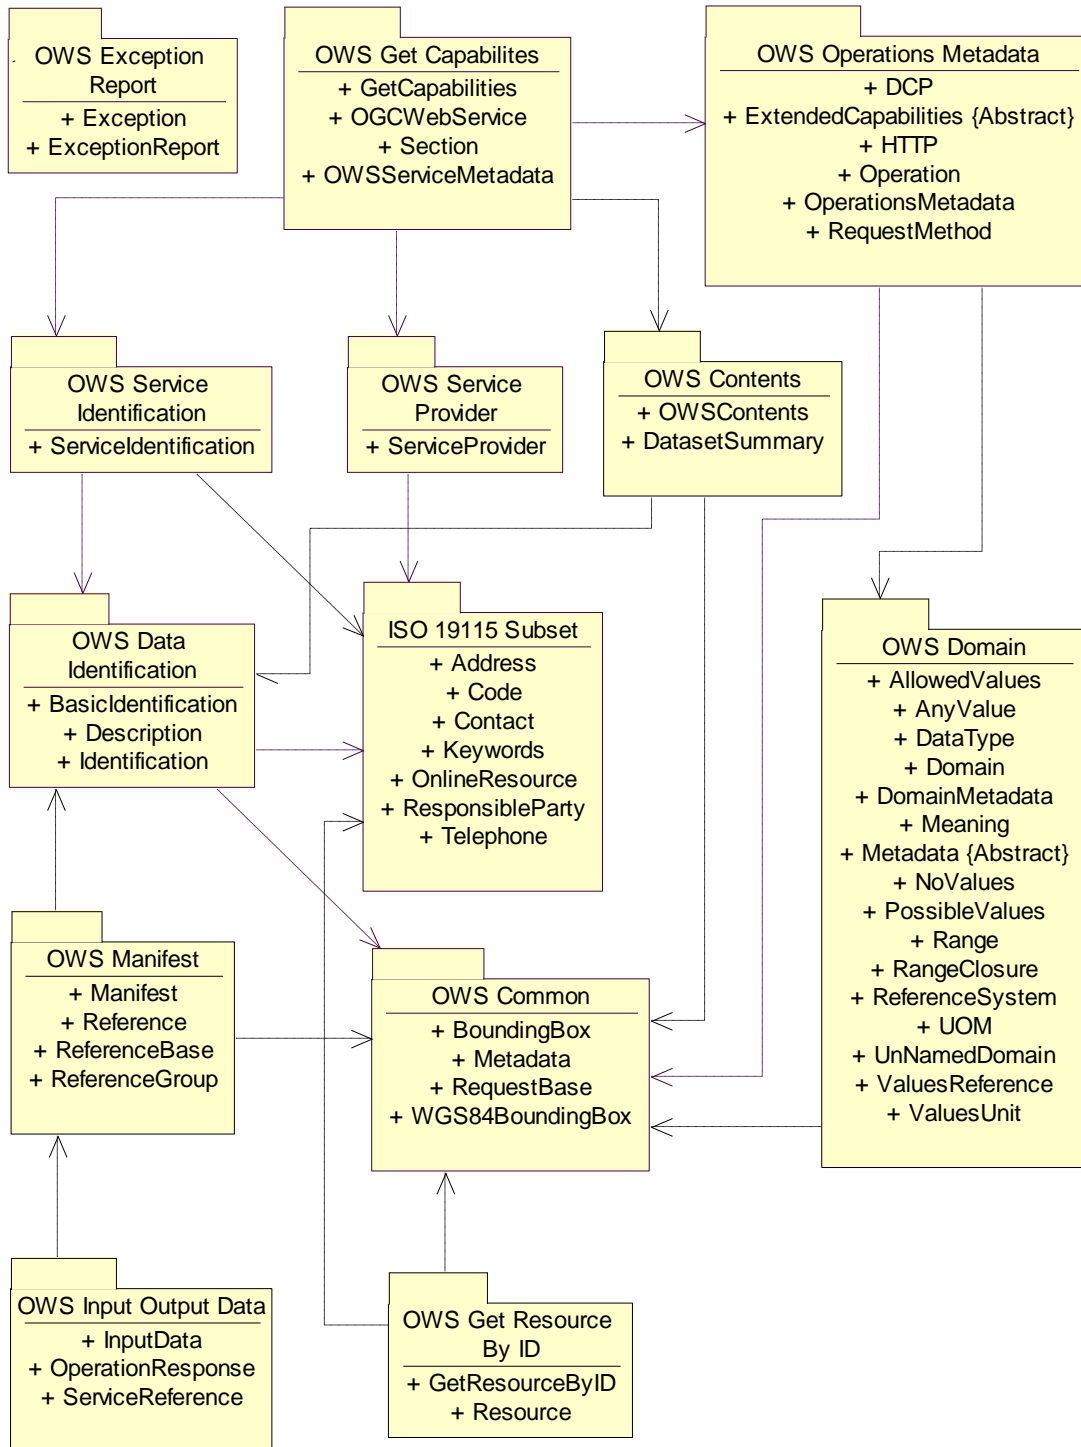 OWS Exception
Report
+ Exception
+ ExceptionReport
OWS Get Capabilites
+ GetCapabilities
+ OGCWebService
+ Section
+ OWSServiceMetadata
OWS Operations Metadata
+ DCP
+ ExtendedCapabilities {Abstract}
+ HTTP
+ Operation
+ OperationsMetadata
+ RequestMethod
OWS Service
Identification
+ ServiceIdentification
OWS Service
Provider
+ ServiceProvider
OWS Contents
+ OWSContents
+ DatasetSummary
OWS Data
Identification
+ BasicIdentification
+ Description
+ Identification
ISO 19115 Subset
+ Address
+ Code
+ Contact
+ Keywords
+ OnlineResource
+ ResponsibleParty
+ Telephone
OWS Domain
+ AllowedValues
+ AnyValue
+ DataType
+ Domain
+ DomainMetadata
+ Meaning
+ Metadata {Abstract}
+ NoValues
+ PossibleValues
+ Range
+ RangeClosure
+ ReferenceSystem
+ UOM
+ UnNamedDomain
+ ValuesReference
+ ValuesUnit
OWS Manifest
+ Manifest
+ Reference
+ ReferenceBase
+ ReferenceGroup
OWS Common
+ BoundingBox
+ Metadata
+ RequestBase
+ WGS84BoundingBox
OWS Input Output Data
+ InputData
+ OperationResponse
+ ServiceReference
OWS Get Resource
By ID
+ GetResourceByID
+ Resource